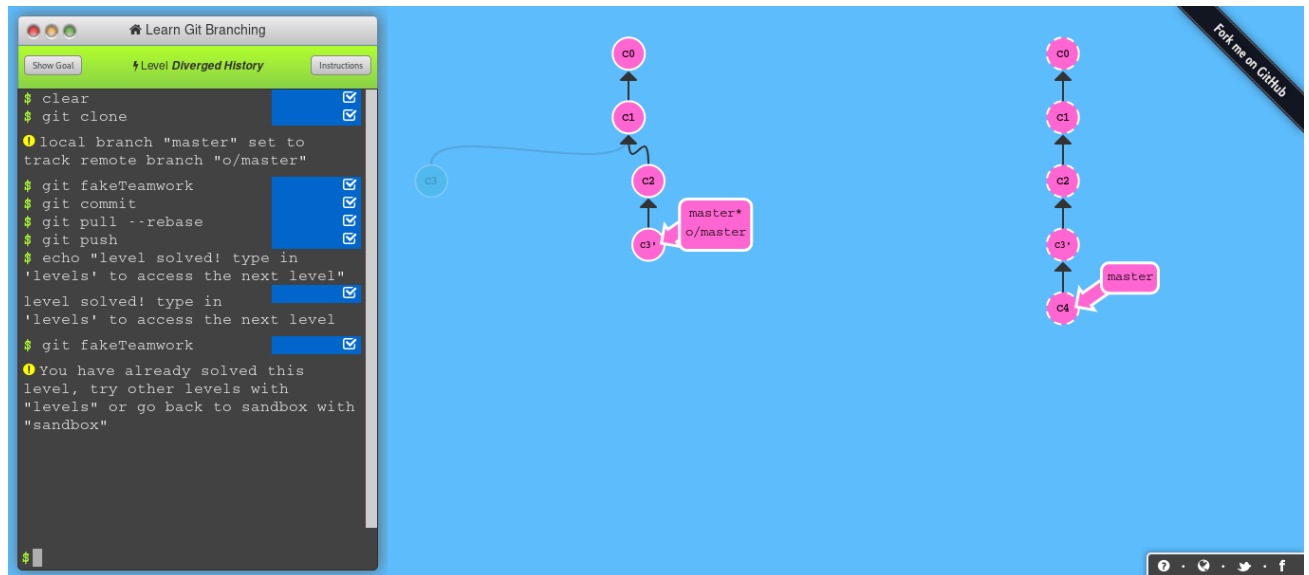 Learn Git Branching
Show Goal
Level Diverged History
Instructions
$ clear
$ git clone
local branch "master" set to
track remote branch "o/master"
$ git fakeTeamwork
$ git commit
$ git pull --rebase
$ git push
$ echo "level solved! type in
'levels' to access the next level"
level solved! type in
'levels' to access the next level
$ git fakeTeamwork
You have already solved this
level, try other levels with
"levels" or go back to sandbox with
"sandbox"
$
c0
c1
c3
c2
c3'
master*
o/master
c0
c1
c2
c3'
c4
master
Fork me on GitHub